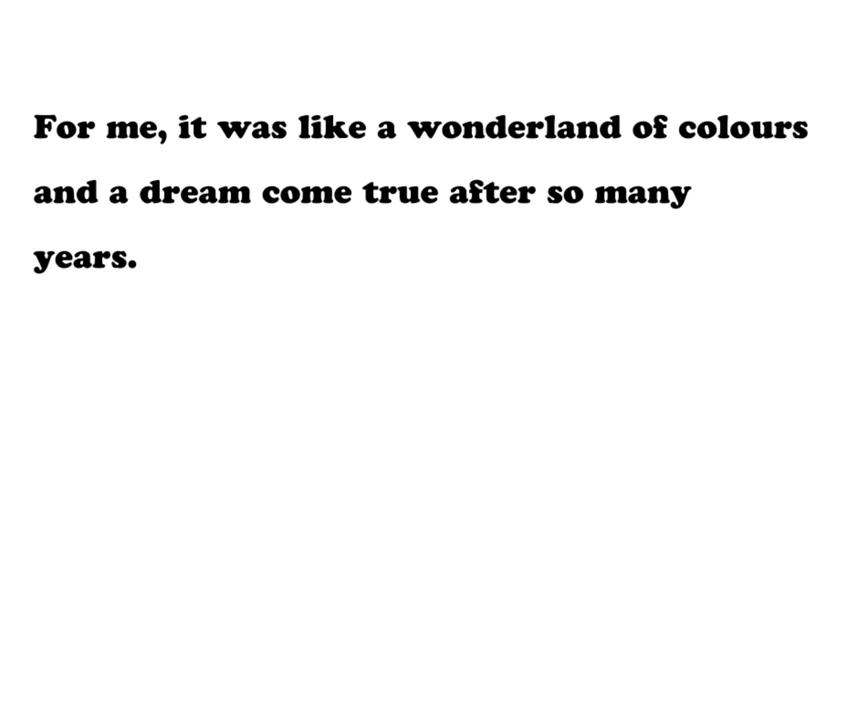 For me, it was like a wonderland of colours
and a dream come true after so many
years.